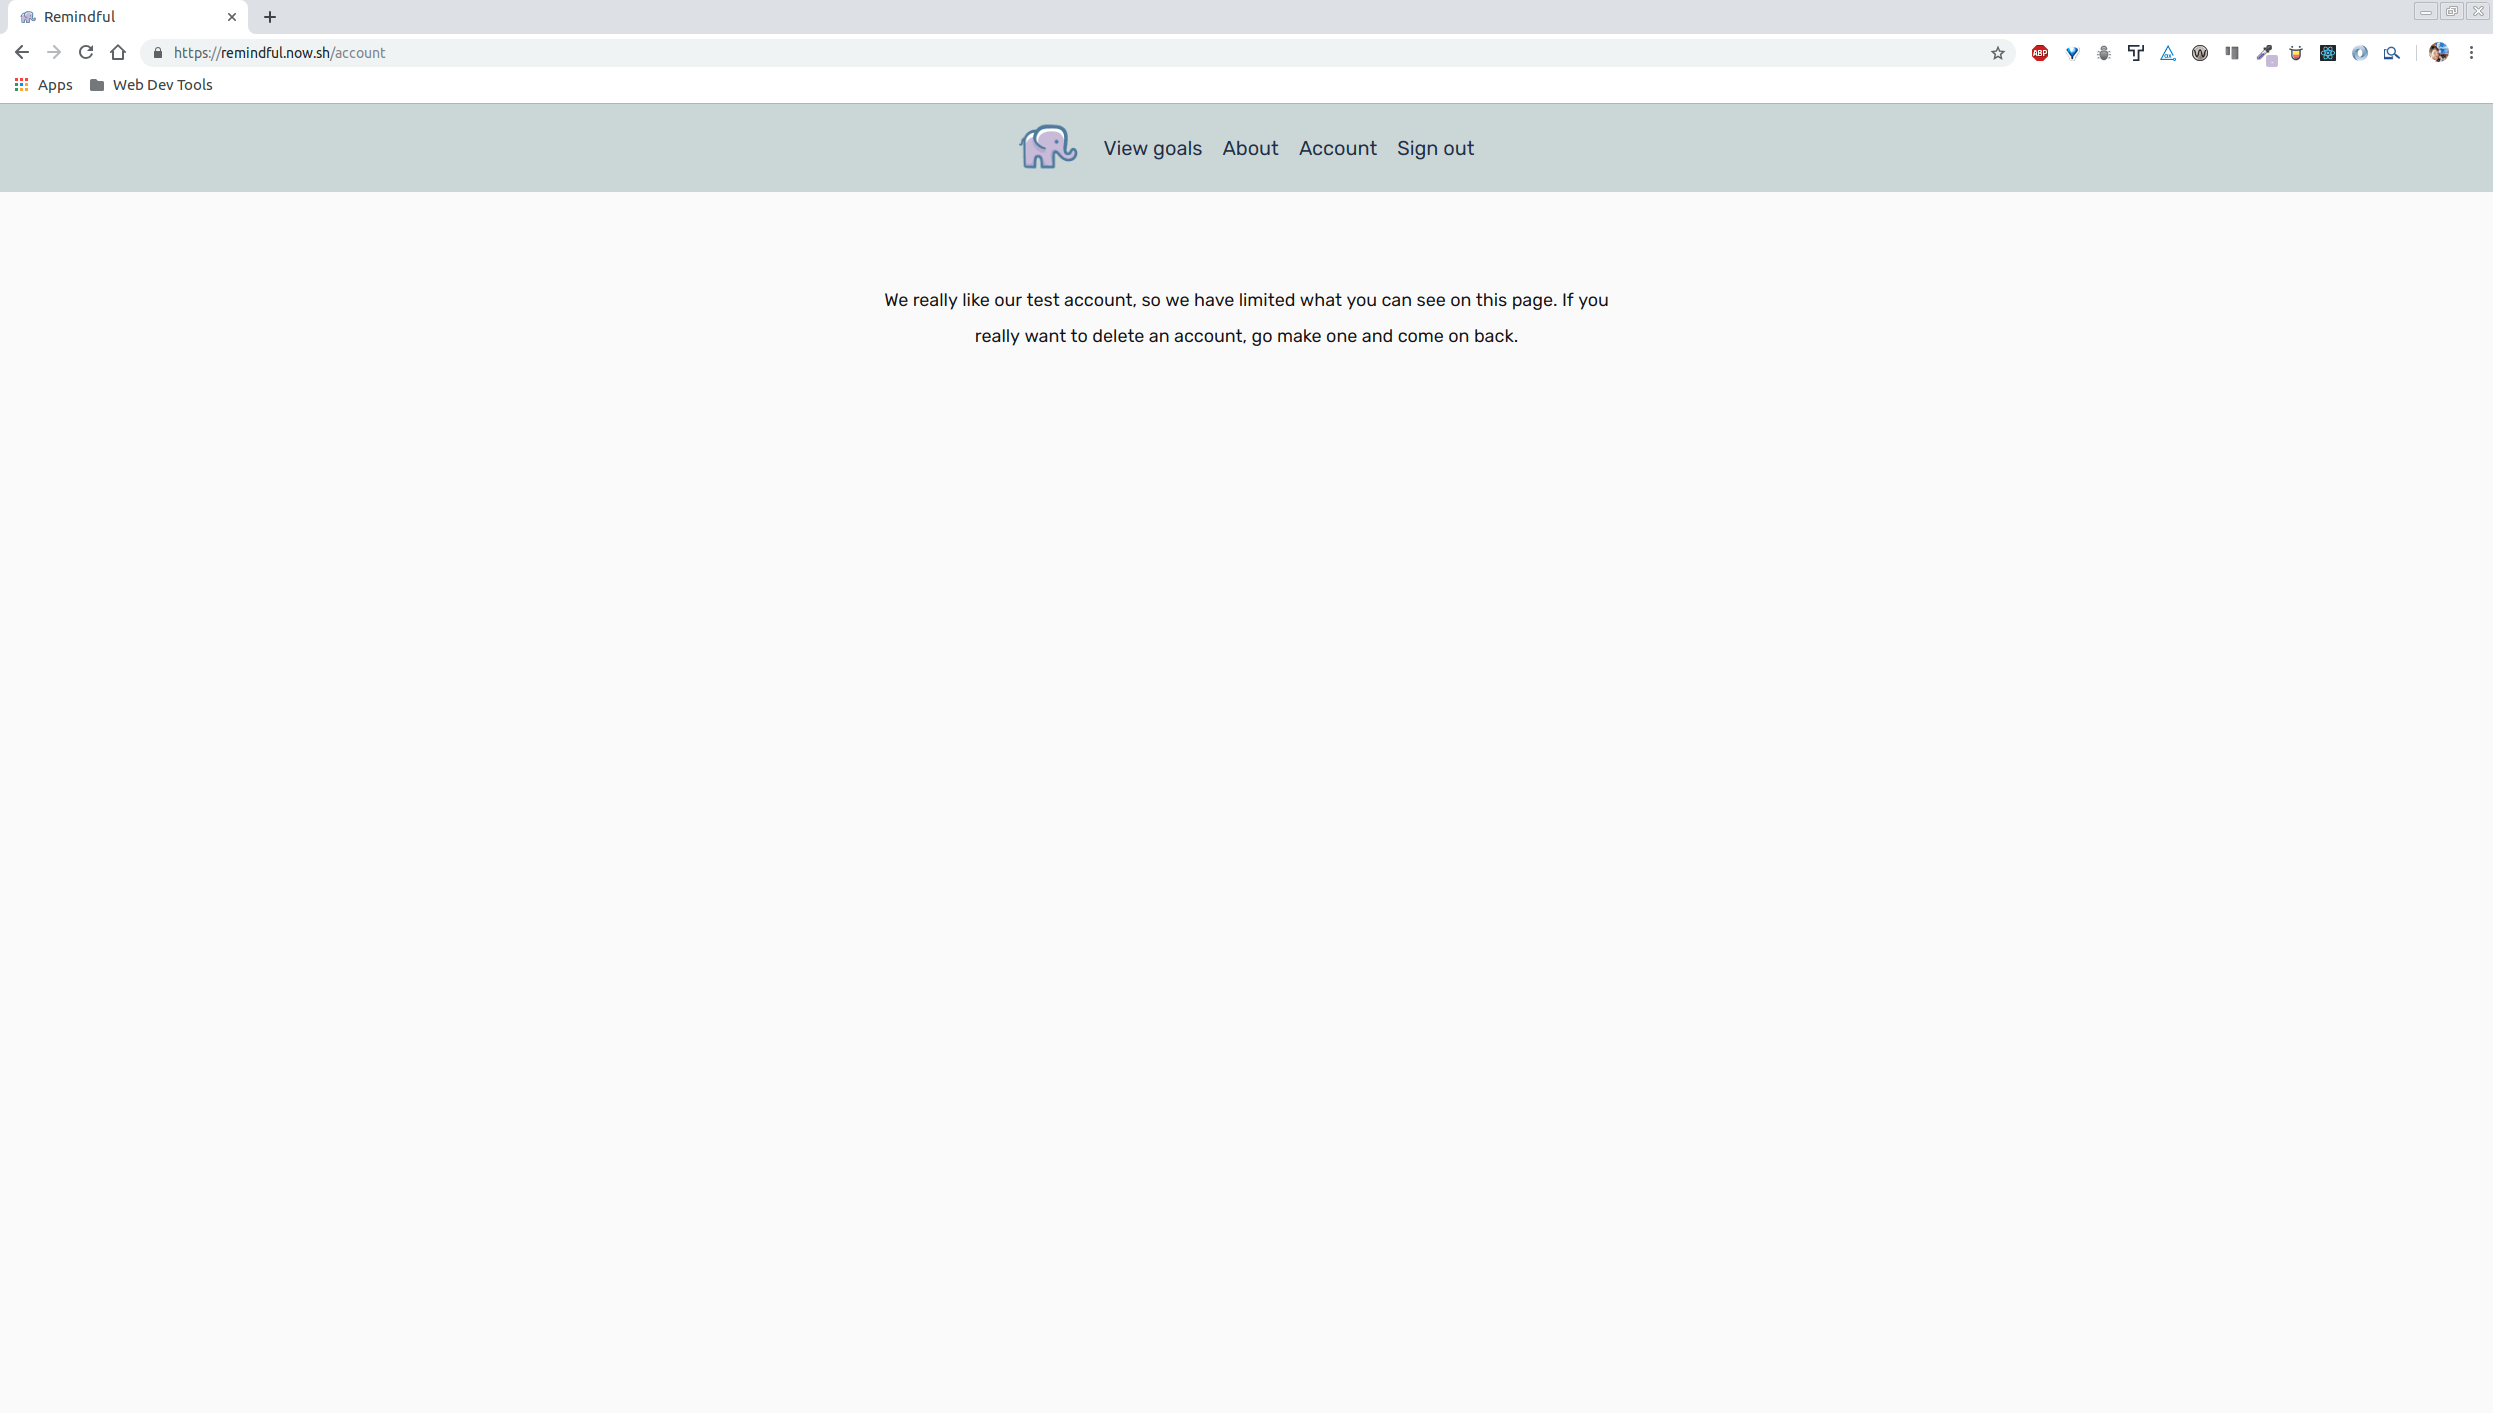 Remindful
https://remindful.now.sh/account
ABP
Apps
Web Dev Tools
View goals
About
Account
Sign out
We really like our test account, so we have limited what you can see on this page. If you
really want to delete an account, go make one and come on back.